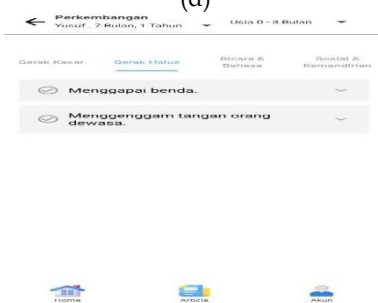 (d)
Perkembangan
Yusuf 7 Bulan, 1 Tahun
Usia 0 - 3 Bulan
Gerak Kasar
Gerak Halus
Bicara & Bahasa
Sosial & Kemandirian
Menggapai benda.
Menggenggam tangan orang
dewasa.
Home
Article
Akun